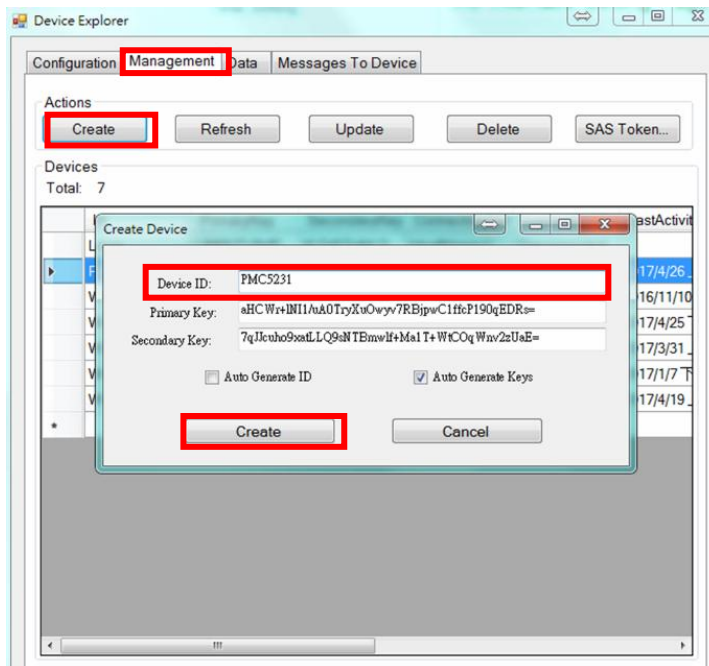 Device Explorer
Configuration Management Data Messages To Device
Actions
Create Refresh Update Delete SAS Token...
Devices
Total: 7
Create Device
astActivit
Device ID: PMC5231
17/4/26
Primary Key: aHCWr+lNI1/uA0TryXuOwyv7RBjpwC1ffcP190qEDRs=
16/11/10
17/4/25 下
Secondary Key: 7qJJcuho9xatLLQ9sNTBmwlf+Ma1T+WtCOqWnv2zUaE=
17/3/31
Auto Generate ID Auto Generate Keys
17/1/7 下
17/4/19
Create Cancel